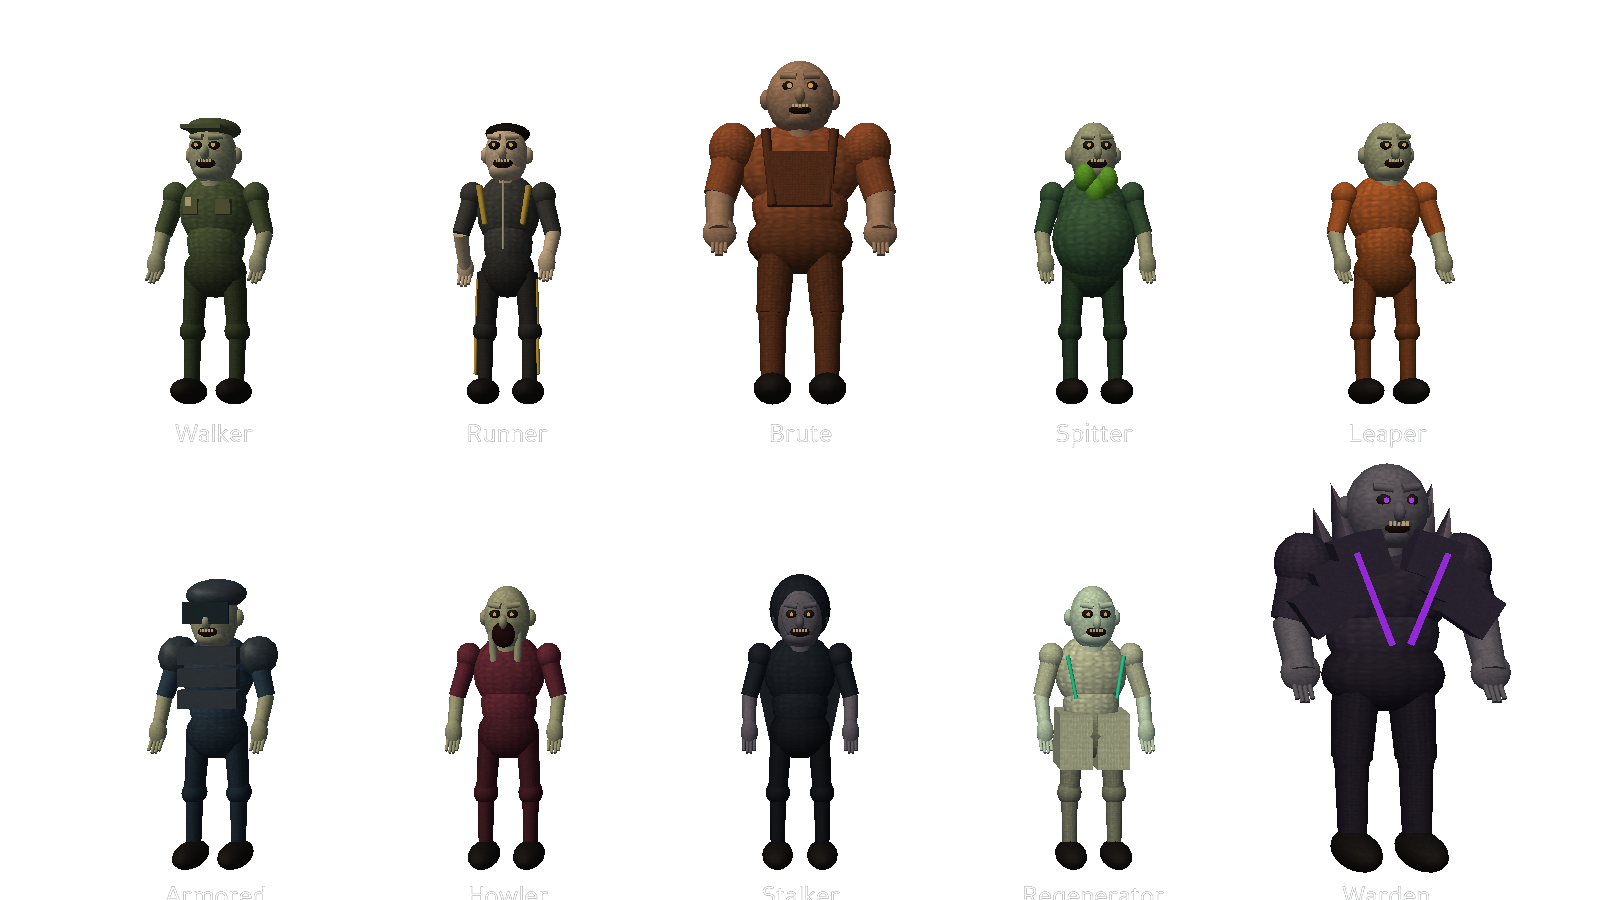 Walker
Runner
Brute
Spitter
Leaper
Armored
Howler
Stalker
Regenerator
Warden